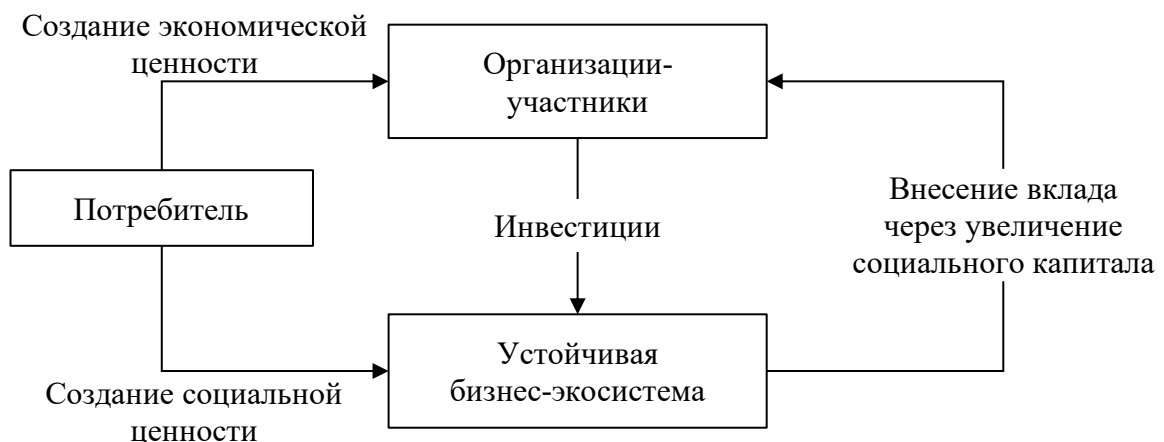 Создание экономической
ценности
Организации-
участники
Потребитель
Инвестиции
Внесение вклада
через увеличение
социального капитала
Устойчивая
бизнес-экосистема
Создание социальной
ценности